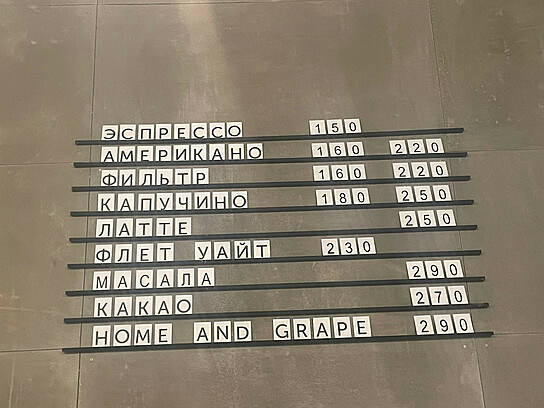 ЭСПРЕССО 150
АМЕРИКАНО 160 220
ФИЛЬТР 160 220
КАПУЧИНО 180 250
ЛАТТЕ 250
ФЛЕТ УАЙТ 230
МАСАЛА 290
КАКАО 270
HOME AND GRAPE 290